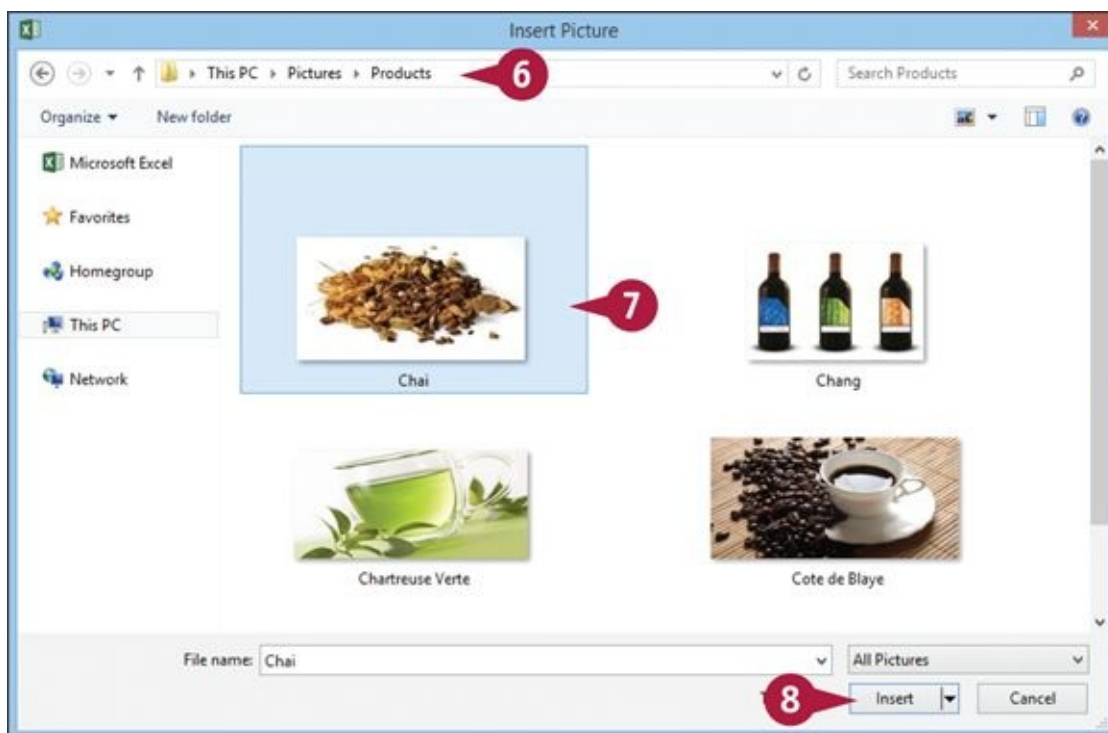 Insert Picture
This PC Pictures Products
6
Search Products
Organize
New folder
Microsoft Excel
Favorites
Homegroup
This PC
Network
7
Chai
Chang
Chartreuse Verte
Cote de Blaye
File name: Chai
All Pictures
8
Insert
Cancel